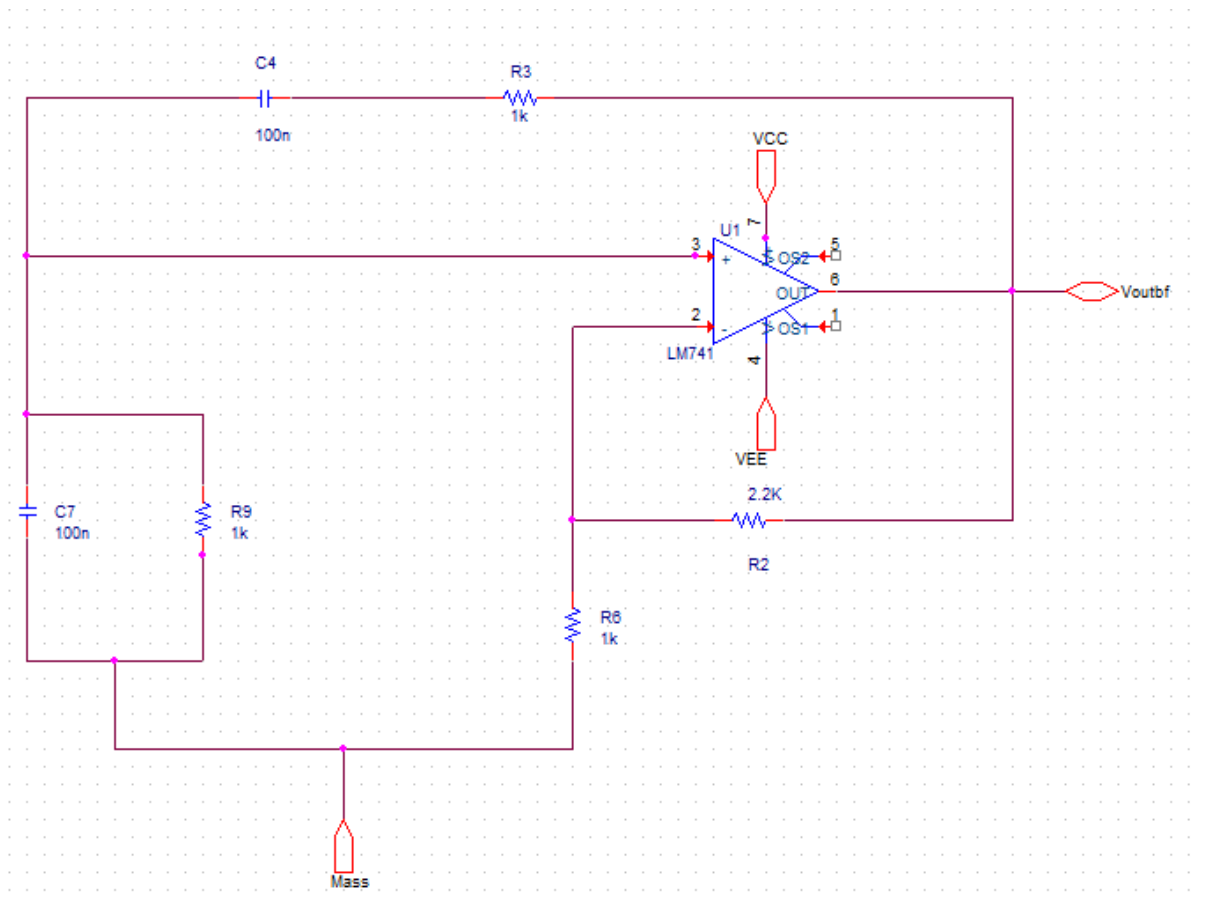 C4
R3
1k
100n
VCC
7
U1
3
5
+
OS2
6
OUT
Voutbf
2
1
-
OS1
LM741
4
VEE
2.2K
C7
100n
R9
1k
R2
R6
1k
Mass